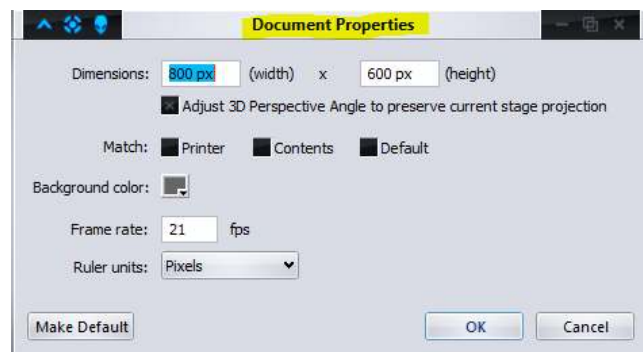 Document Properties
Dimensions: 800 px (width) x 600 px (height)
Adjust 3D Perspective Angle to preserve current stage projection
Match: Printer Contents Default
Background color:
Frame rate: 21 fps
Ruler units: Pixels
Make Default OK Cancel